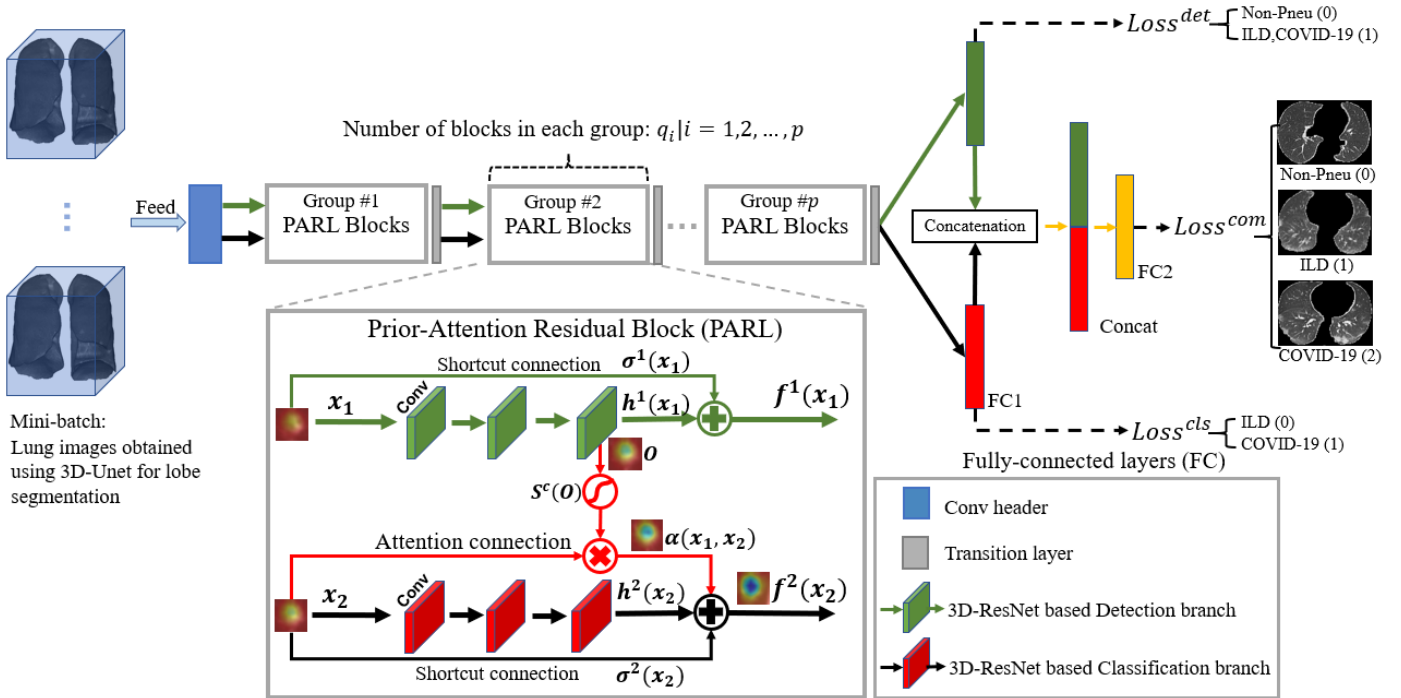 Mini-batch:
Lung images obtained
using 3D-Unet for lobe
segmentation
Feed
Number of blocks in each group: qᵢ|i = 1,2, …, p
Group #1
PARL Blocks
Group #2
PARL Blocks
Group #p
PARL Blocks
Concatenation
FC1
Concat
FC2
Loss^det
Non-Pneu (0)
ILD,COVID-19 (1)
Loss^com
Non-Pneu (0)
ILD (1)
COVID-19 (2)
Loss^cls
ILD (0)
COVID-19 (1)
Prior-Attention Residual Block (PARL)
Shortcut connection
σ¹(x₁)
x₁
Conv
h¹(x₁)
f¹(x₁)
O
Sᶜ(O)
Attention connection
α(x₁, x₂)
x₂
Conv
h²(x₂)
f²(x₂)
Shortcut connection
σ²(x₂)
Fully-connected layers (FC)
Conv header
Transition layer
3D-ResNet based Detection branch
3D-ResNet based Classification branch